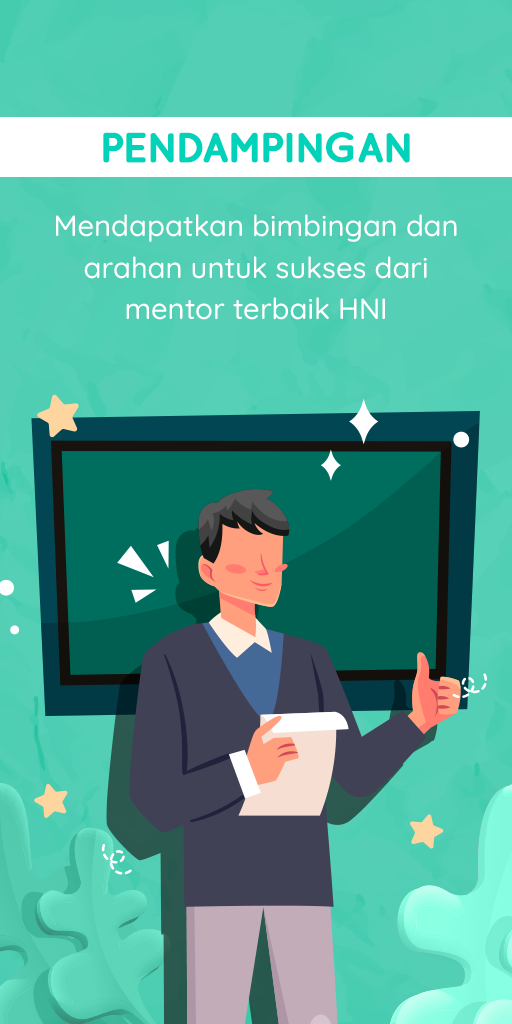 PENDAMPINGAN
Mendapatkan bimbingan dan
arahan untuk sukses dari
mentor terbaik HNI